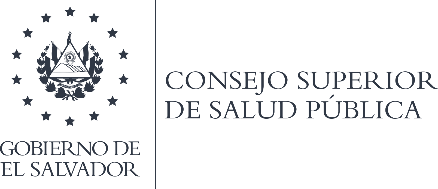 GOBIERNO DE
EL SALVADOR
CONSEJO SUPERIOR
DE SALUD PÚBLICA